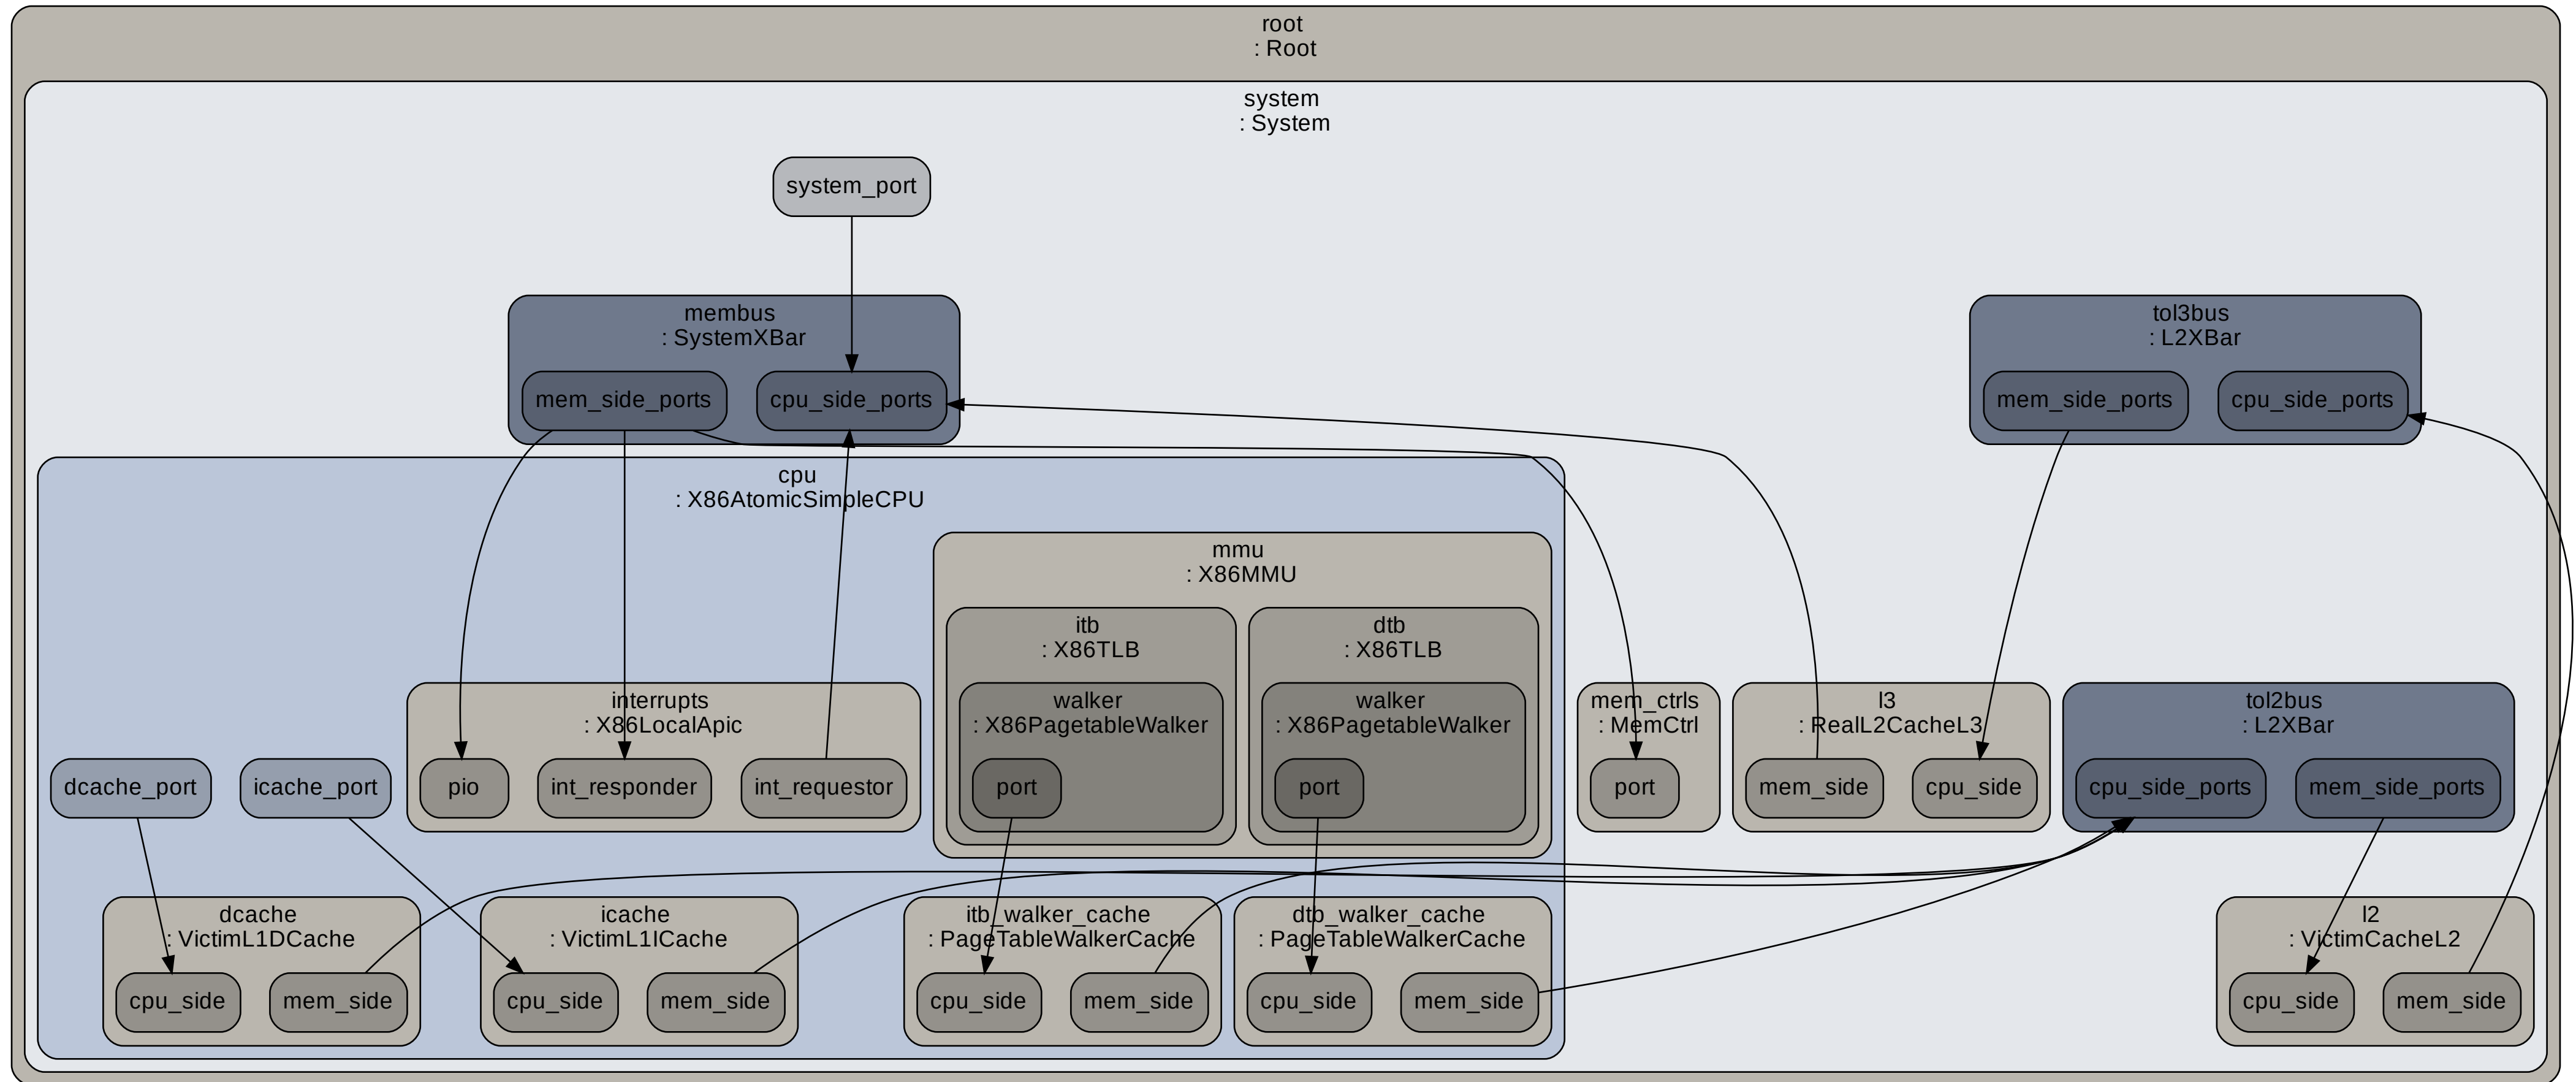 root
: Root
system
: System
system_port
membus
: SystemXBar
mem_side_ports
cpu_side_ports
tol3bus
: L2XBar
mem_side_ports
cpu_side_ports
cpu
: X86AtomicSimpleCPU
mmu
: X86MMU
itb
: X86TLB
dtb
: X86TLB
interrupts
: X86LocalApic
walker
: X86PagetableWalker
walker
: X86PagetableWalker
mem_ctrls
: MemCtrl
l3
: RealL2CacheL3
tol2bus
: L2XBar
dcache_port
icache_port
pio
int_responder
int_requestor
port
port
port
mem_side
cpu_side
cpu_side_ports
mem_side_ports
dcache
: VictimL1DCache
icache
: VictimL1ICache
itb_walker_cache
: PageTableWalkerCache
dtb_walker_cache
: PageTableWalkerCache
l2
: VictimCacheL2
cpu_side
mem_side
cpu_side
mem_side
cpu_side
mem_side
cpu_side
mem_side
cpu_side
mem_side